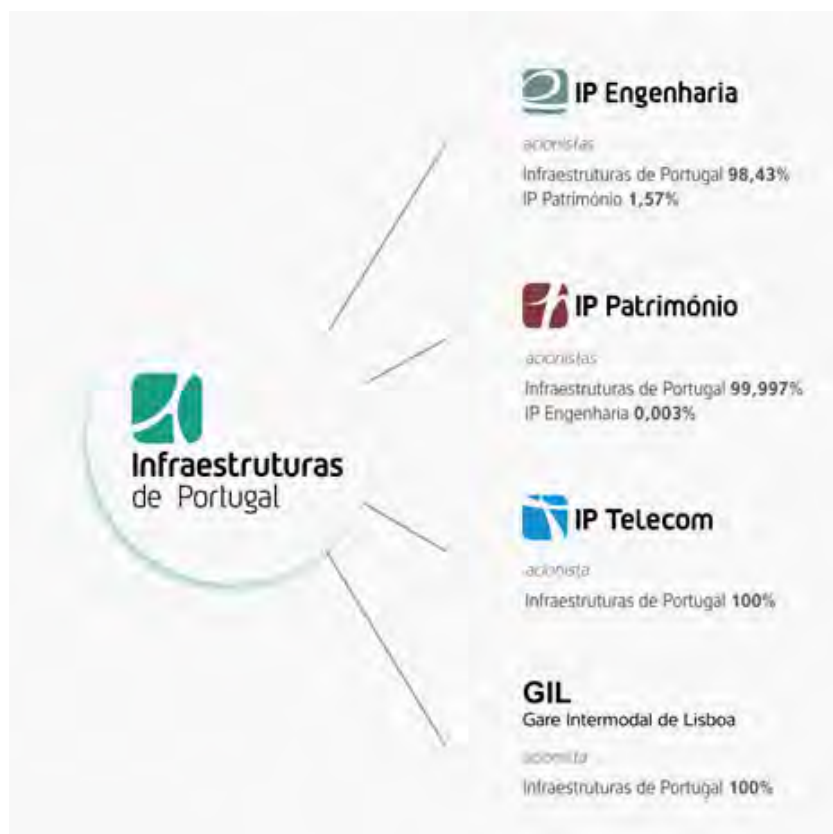 Infraestruturas
de Portugal
IP Engenharia
acionistas
Infraestruturas de Portugal 98,43%
IP Património 1,57%
IP Património
acionistas
Infraestruturas de Portugal 99,997%
IP Engenharia 0,003%
IP Telecom
acionista
Infraestruturas de Portugal 100%
GIL
Gare Intermodal de Lisboa
acionista
Infraestruturas de Portugal 100%